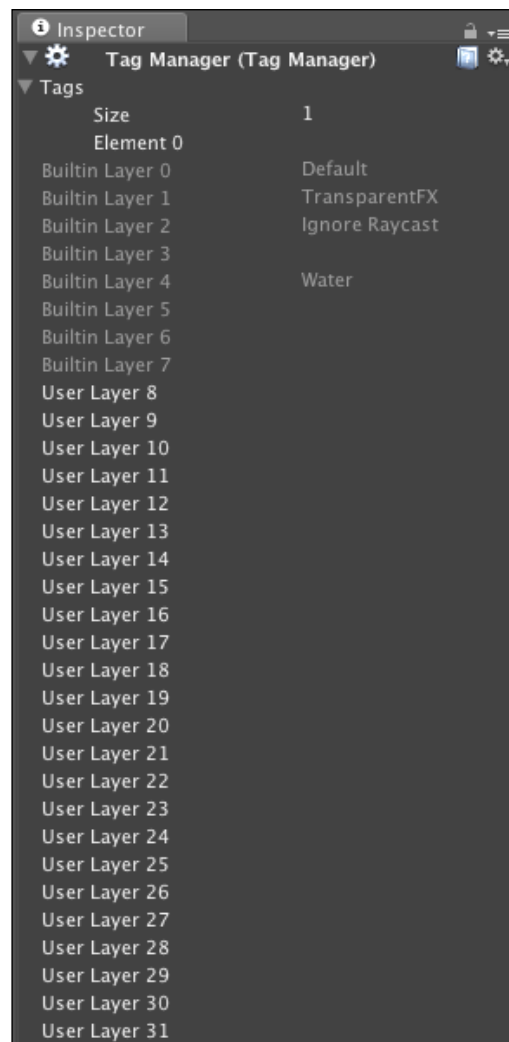 Inspector
Tag Manager (Tag Manager)
Tags
Size 1
Element 0
Builtin Layer 0 Default
Builtin Layer 1 TransparentFX
Builtin Layer 2 Ignore Raycast
Builtin Layer 3
Builtin Layer 4 Water
Builtin Layer 5
Builtin Layer 6
Builtin Layer 7
User Layer 8
User Layer 9
User Layer 10
User Layer 11
User Layer 12
User Layer 13
User Layer 14
User Layer 15
User Layer 16
User Layer 17
User Layer 18
User Layer 19
User Layer 20
User Layer 21
User Layer 22
User Layer 23
User Layer 24
User Layer 25
User Layer 26
User Layer 27
User Layer 28
User Layer 29
User Layer 30
User Layer 31